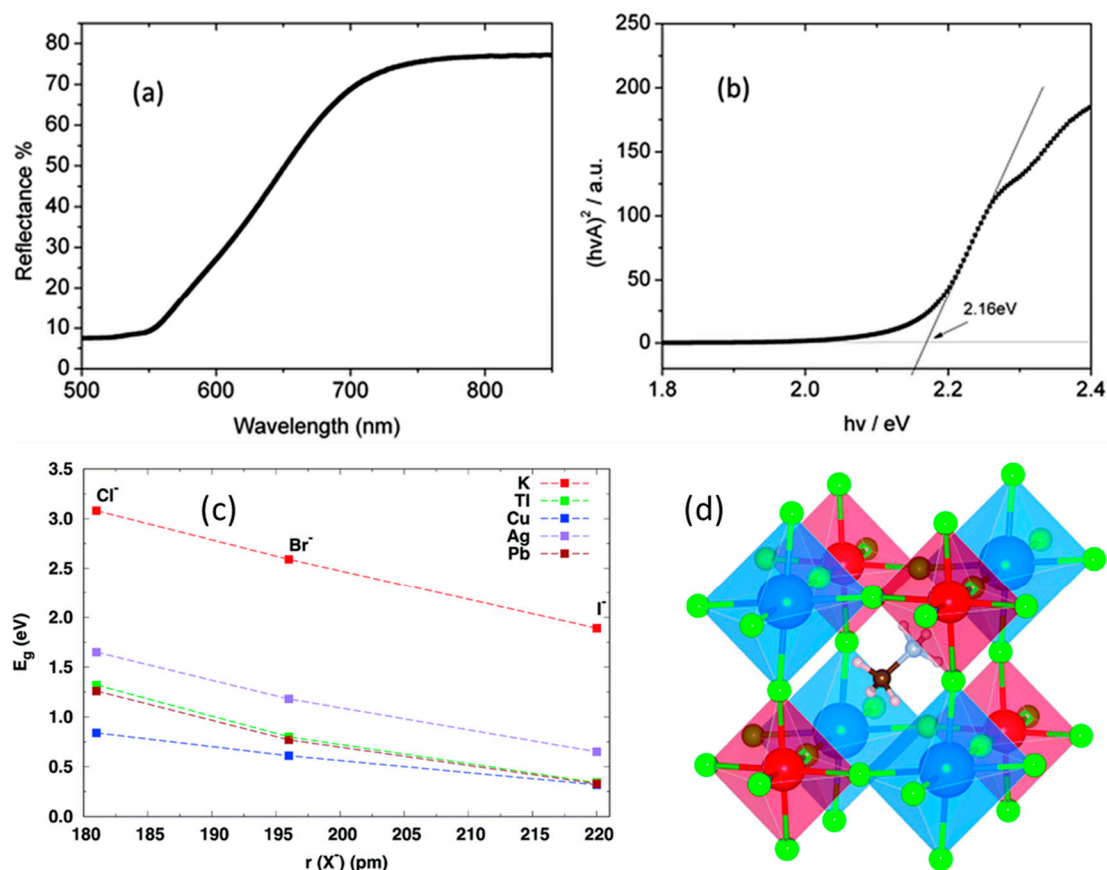 (a)
Reflectance %
80
70
60
50
40
30
20
10
0
500
600
700
800
Wavelength (nm)
(b)
(hvA)² / a.u.
250
200
150
100
50
0
2.16eV
1.8
2.0
2.2
2.4
hv / eV
(c)
E_g (eV)
3.5
3.0
2.5
2.0
1.5
1.0
0.5
0.0
Cl⁻
Br⁻
I⁻
K
Tl
Cu
Ag
Pb
180
185
190
195
200
205
210
215
220
r (X⁻) (pm)
(d)